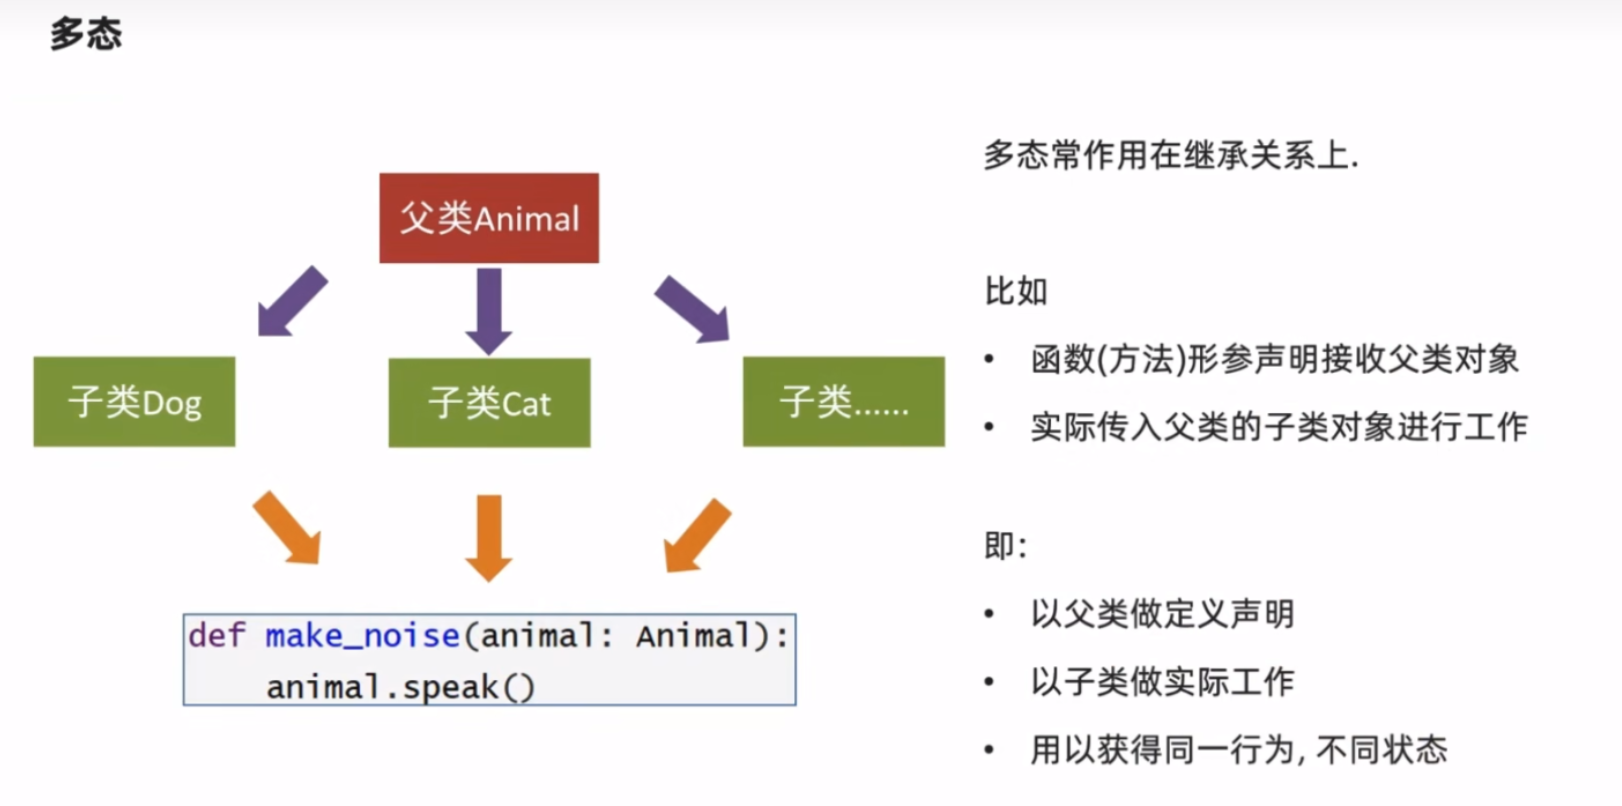 多态
父类Animal
子类Dog
子类Cat
子类......
def make_noise(animal: Animal):
animal.speak()
多态常作用在继承关系上.
比如
• 函数(方法)形参声明接收父类对象
• 实际传入父类的子类对象进行工作
即：
• 以父类做定义声明
• 以子类做实际工作
• 用以获得同一行为, 不同状态